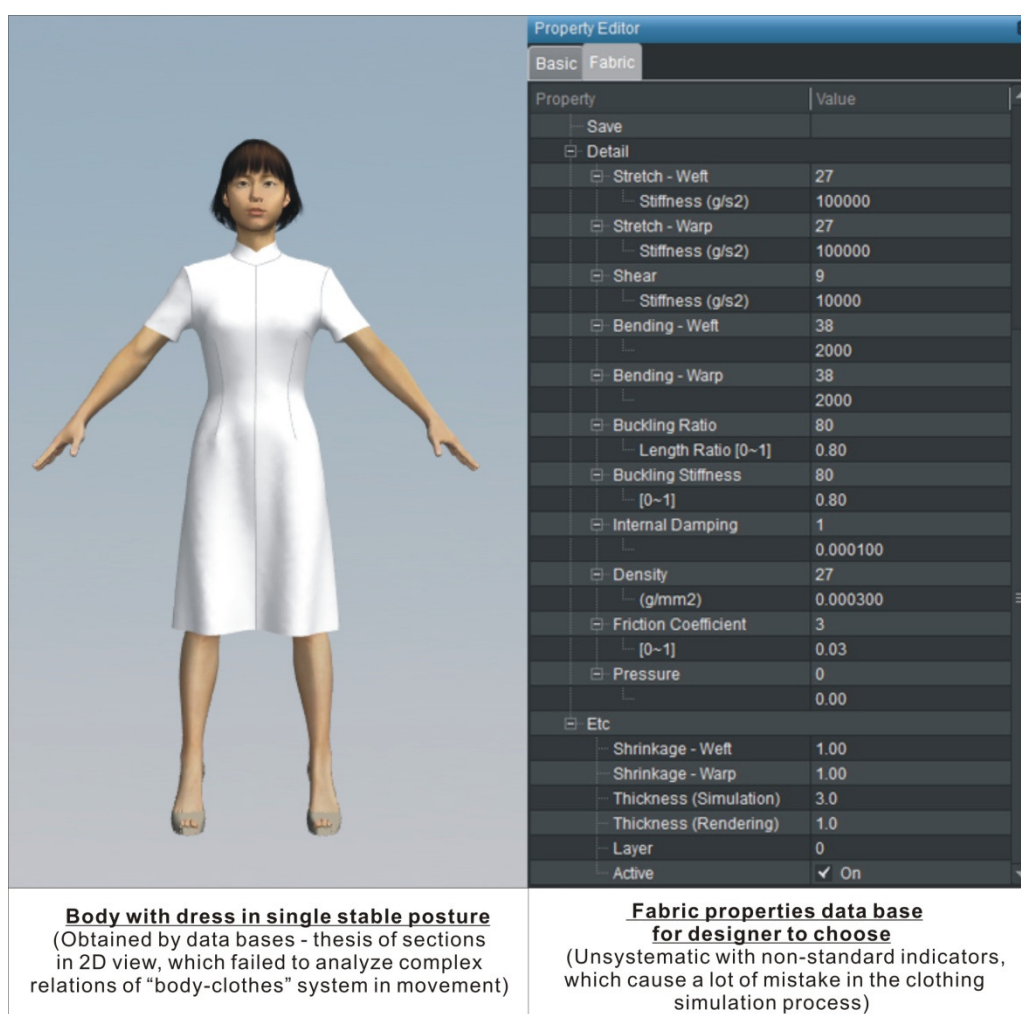 Property Editor
Basic Fabric
Property Value
Save
Detail
Stretch - Weft 27
Stiffness (g/s2) 100000
Stretch - Warp 27
Stiffness (g/s2) 100000
Shear 9
Stiffness (g/s2) 10000
Bending - Weft 38
2000
Bending - Warp 38
2000
Buckling Ratio 80
Length Ratio [0~1] 0.80
Buckling Stiffness 80
[0~1] 0.80
Internal Damping 1
0.000100
Density 27
(g/mm2) 0.000300
Friction Coefficient 3
[0~1] 0.03
Pressure 0
0.00
Etc
Shrinkage - Weft 1.00
Shrinkage - Warp 1.00
Thickness (Simulation) 3.0
Thickness (Rendering) 1.0
Layer 0
Active On
Body with dress in single stable posture
(Obtained by data bases - thesis of sections
in 2D view, which failed to analyze complex
relations of “body-clothes” system in movement)
Fabric properties data base
for designer to choose
(Unsystematic with non-standard indicators,
which cause a lot of mistake in the clothing
simulation process)